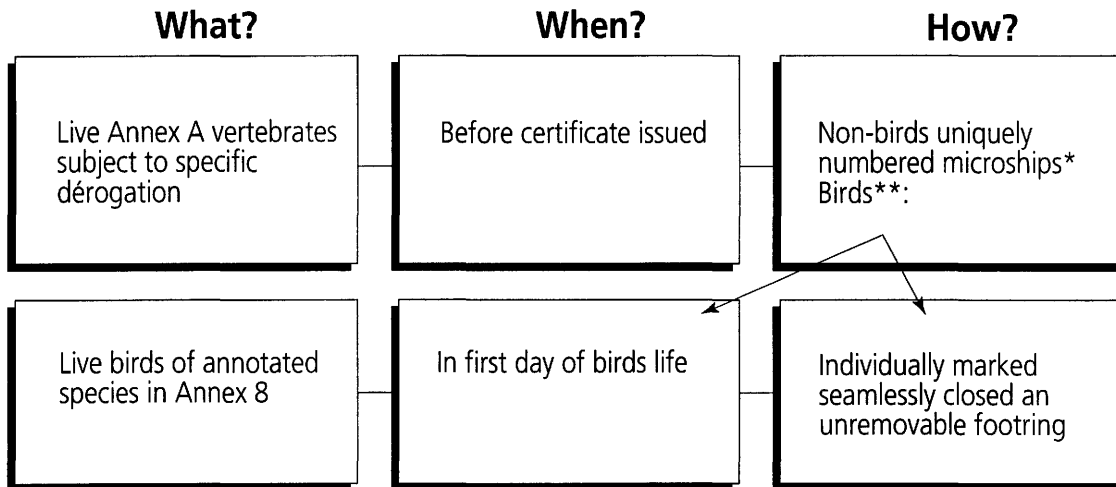 What?
When?
How?
Live Annex A vertebrates
subject to specific
dérogation
Before certificate issued
Non-birds uniquely
numbered microships*
Birds**:
Live birds of annotated
species in Annex 8
In first day of birds life
Individually marked
seamlessly closed an
unremovable footring